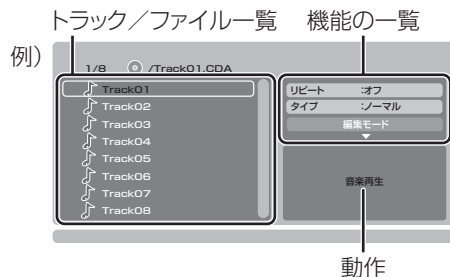 トラック／ファイル一覧 機能の一覧
例）
1/8 /Track01.CDA
Track01
Track02
Track03
Track04
Track05
Track06
Track07
Track08
リピート :オフ
タイプ :ノーマル
編集モード
音楽再生
動作